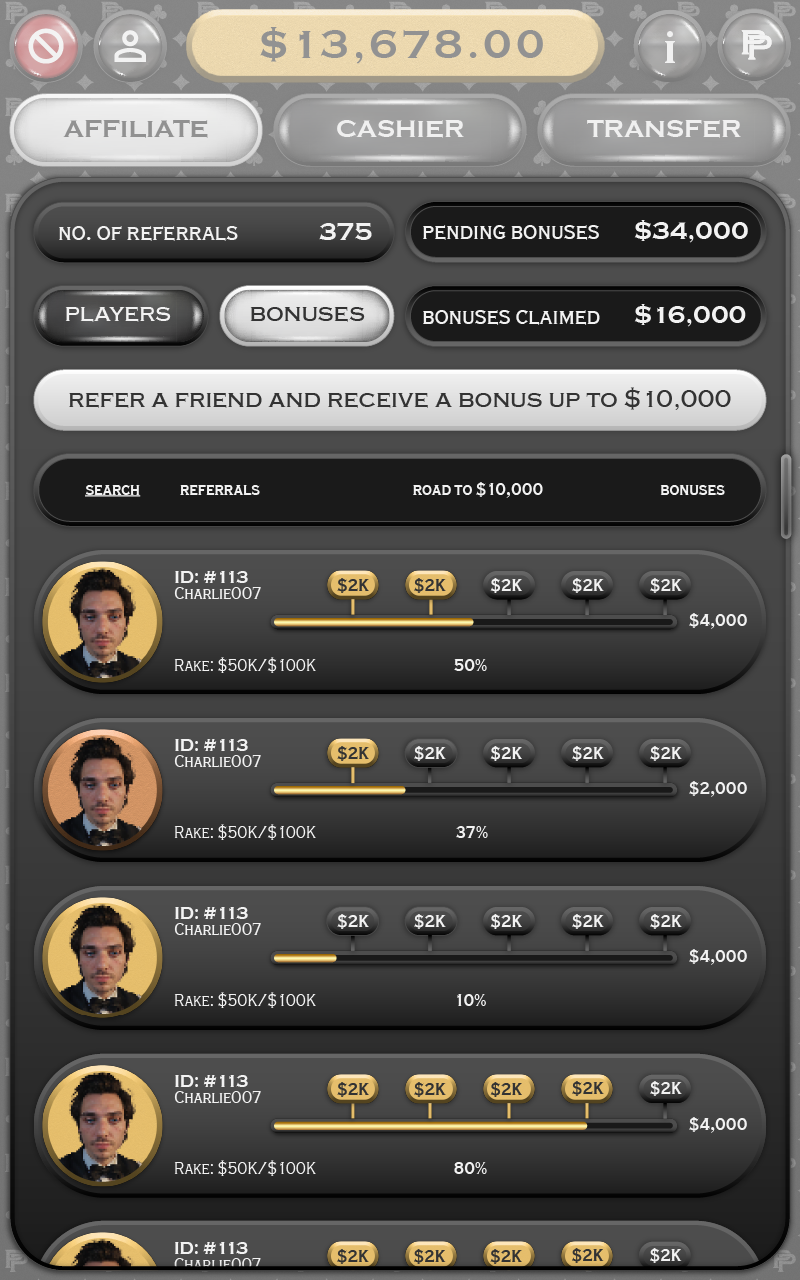 $13,678.00
i
AFFILIATE CASHIER TRANSFER
NO. OF REFERRALS 375
PENDING BONUSES $34,000
PLAYERS BONUSES
BONUSES CLAIMED $16,000
REFER A FRIEND AND RECEIVE A BONUS UP TO $10,000
SEARCH REFERRALS ROAD TO $10,000 BONUSES
ID: #113
Charlie007
$2K $2K $2K $2K $2K
$4,000
Rake: $50K/$100K 50%
ID: #113
Charlie007
$2K $2K $2K $2K $2K
$2,000
Rake: $50K/$100K 37%
ID: #113
Charlie007
$2K $2K $2K $2K $2K
$4,000
Rake: $50K/$100K 10%
ID: #113
Charlie007
$2K $2K $2K $2K $2K
$4,000
Rake: $50K/$100K 80%
ID: #113
Charlie007
$2K $2K $2K $2K $2K